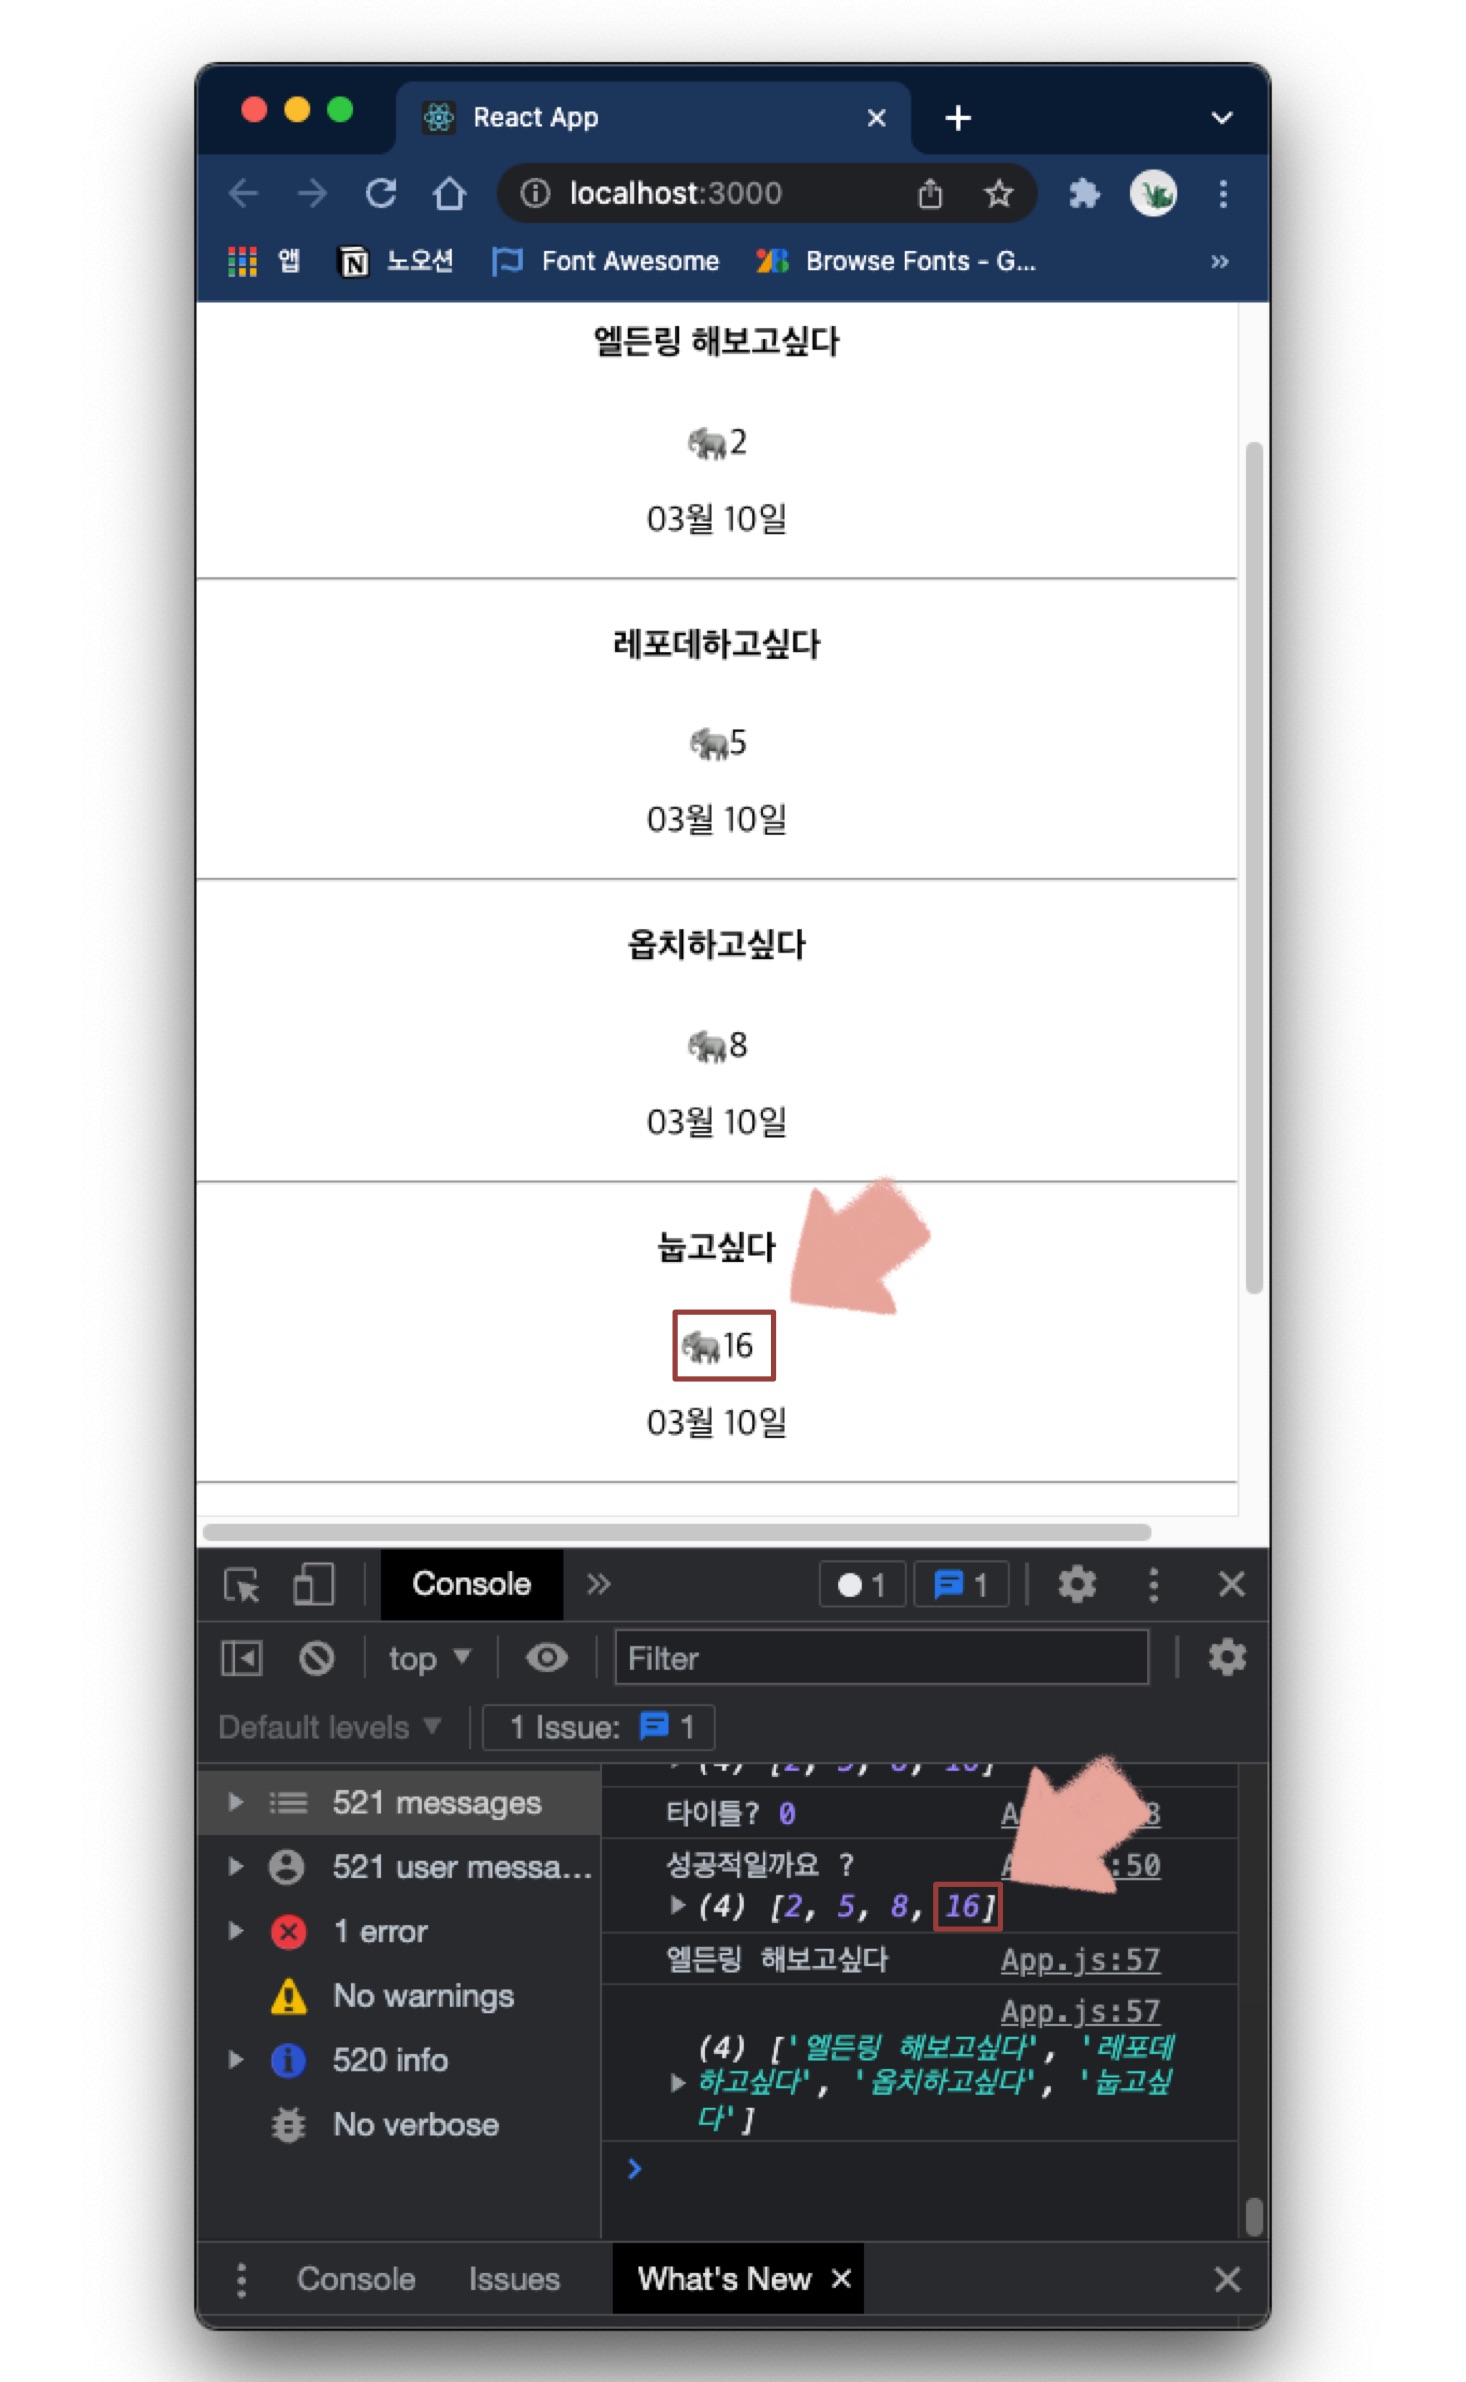 React App
localhost:3000
앱 노오션 Font Awesome Browse Fonts - G...
엘든링 해보고싶다
🐘2
03월 10일
레포데하고싶다
🐘5
03월 10일
옵치하고싶다
🐘8
03월 10일
눕고싶다
🐘16
03월 10일
Console 1 1
top Filter
Default levels 1 Issue: 1
521 messages
521 user messa...
1 error
No warnings
520 info
No verbose
타이틀? 0
성공적일까요 ? :50
(4) [2, 5, 8, 16]
엘든링 해보고싶다 App.js:57
App.js:57
(4) ['엘든링 해보고싶다', '레포데
하고싶다', '옵치하고싶다', '눕고싶
다']
Console Issues What's New